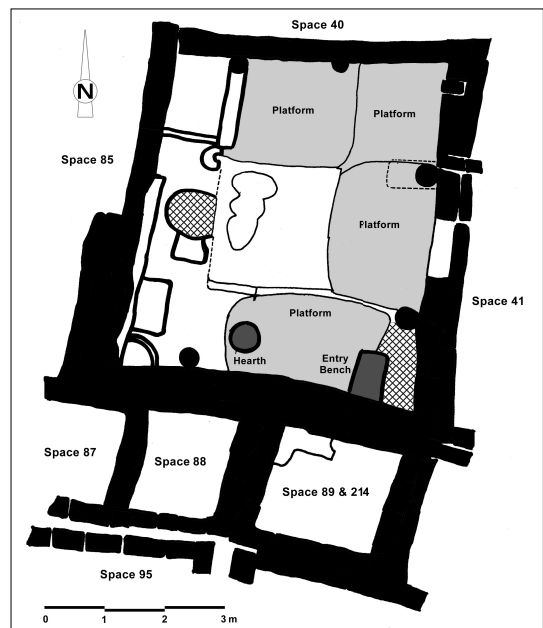 Space 40
N
Platform
Platform
Space 85
Platform
Space 41
Platform
Hearth
Entry
Bench
Space 87
Space 88
Space 89 & 214
Space 95
0 1 2 3 m